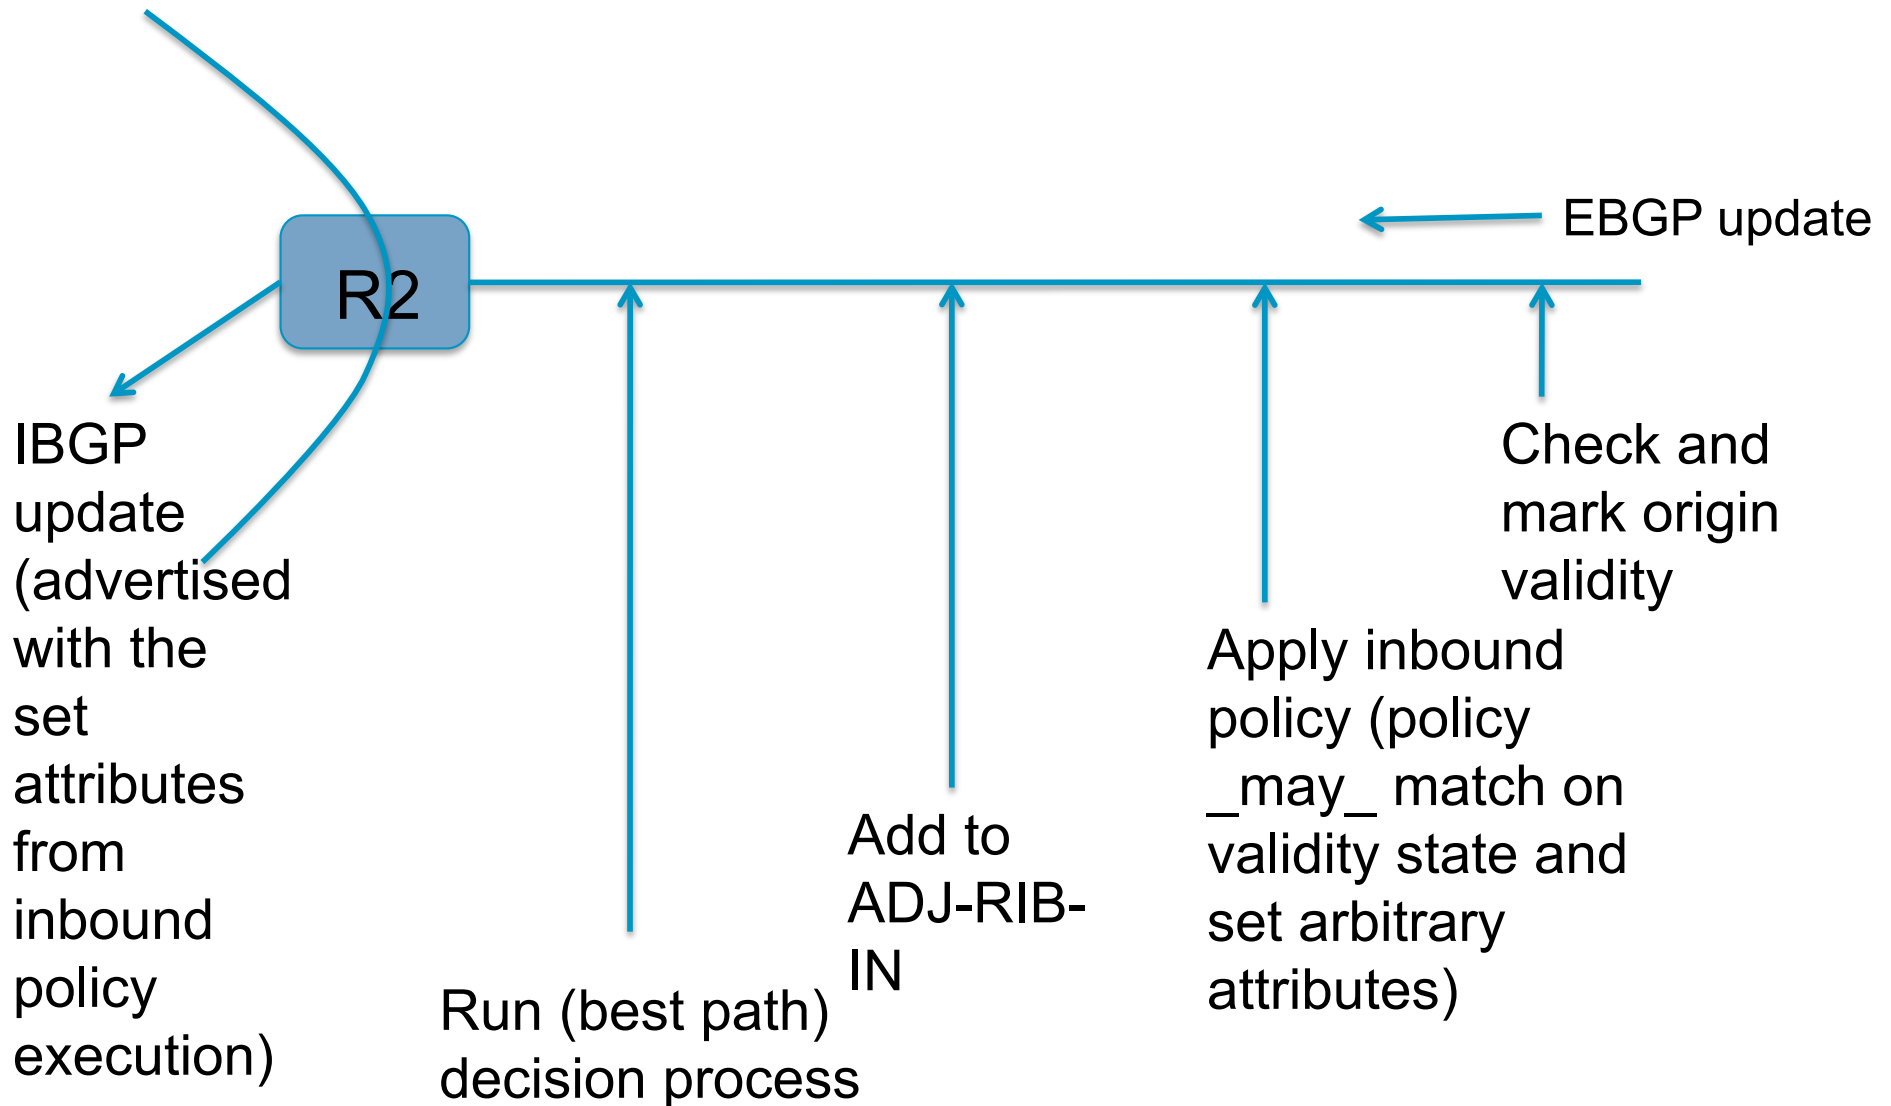 EBGP update
R2
IBGP
update
(advertised
with the
set
attributes
from
inbound
policy
execution)
Run (best path)
decision process
Add to
ADJ-RIB-
IN
Apply inbound
policy (policy
_may_ match on
validity state and
set arbitrary
attributes)
Check and
mark origin
validity